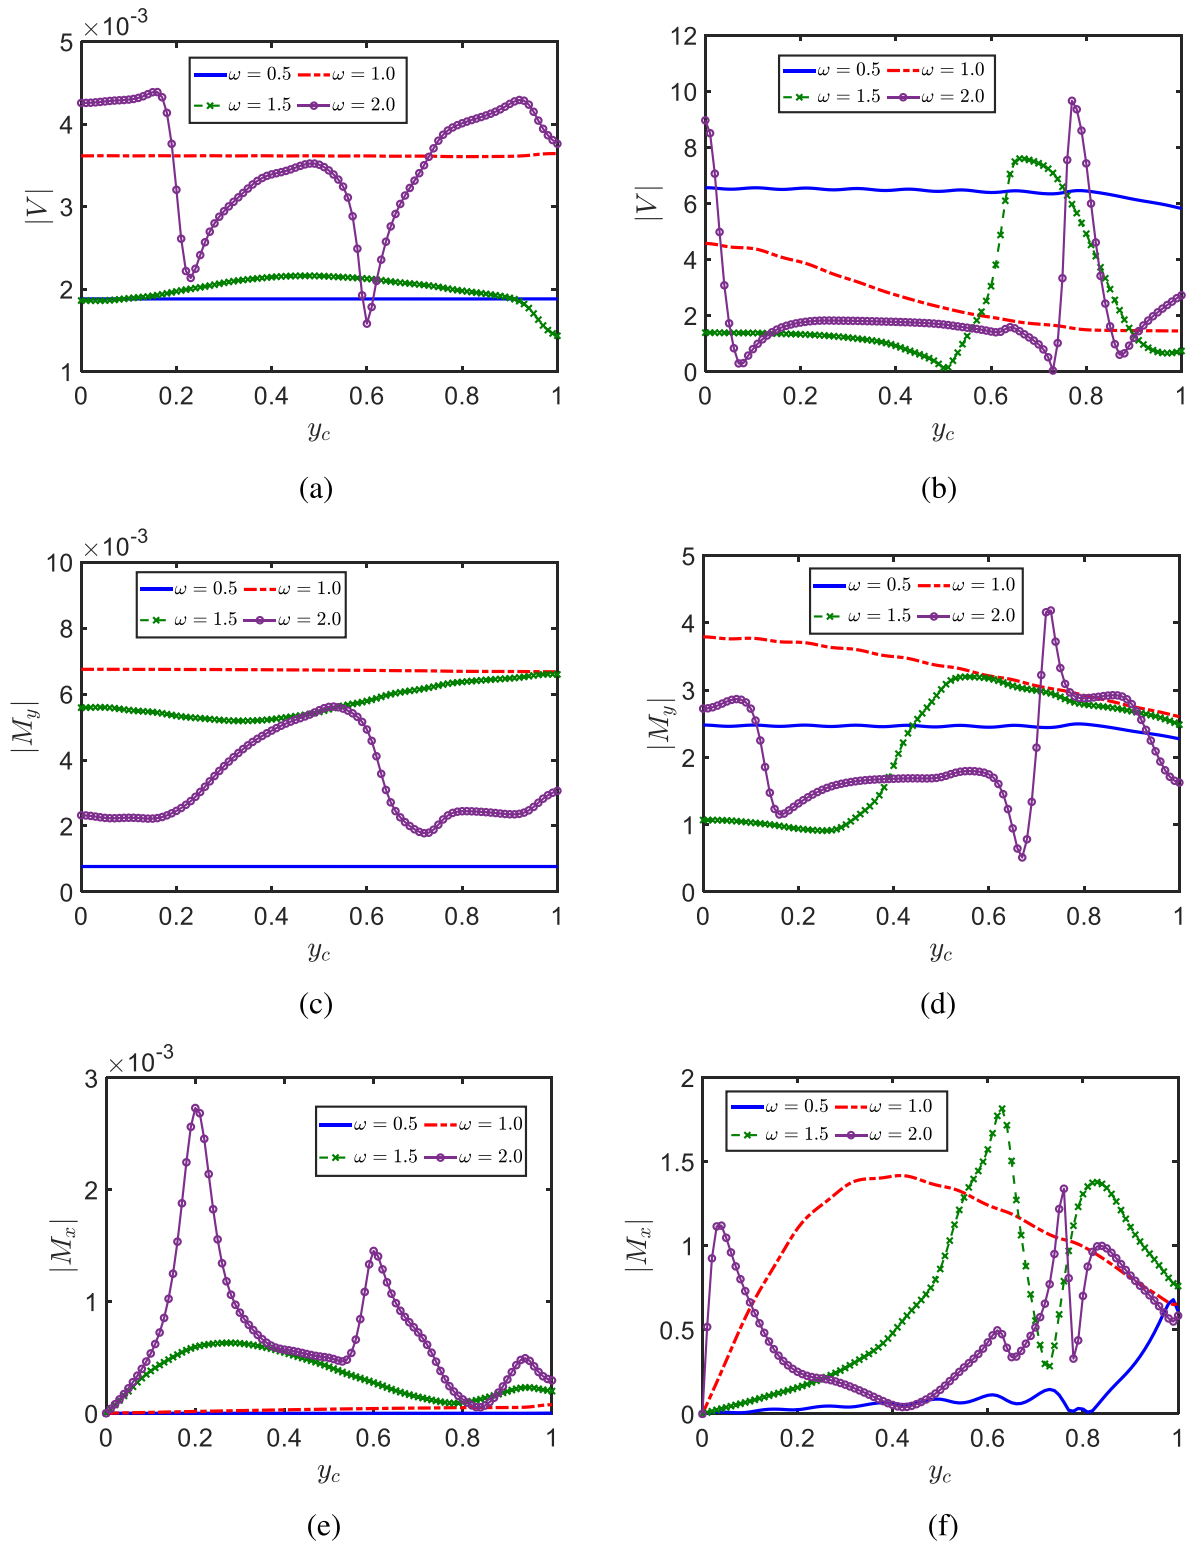 ×10⁻³
5
4
3
2
1
|V|
ω = 0.5 ω = 1.0
ω = 1.5 ω = 2.0
0 0.2 0.4 0.6 0.8 1
y_c
(a)
12
10
8
6
4
2
0
|V|
ω = 0.5 ω = 1.0
ω = 1.5 ω = 2.0
0 0.2 0.4 0.6 0.8 1
y_c
(b)
×10⁻³
10
8
6
4
2
0
|M_y|
ω = 0.5 ω = 1.0
ω = 1.5 ω = 2.0
0 0.2 0.4 0.6 0.8 1
y_c
(c)
5
4
3
2
1
0
|M_y|
ω = 0.5 ω = 1.0
ω = 1.5 ω = 2.0
0 0.2 0.4 0.6 0.8 1
y_c
(d)
×10⁻³
3
2
1
0
|M_x|
ω = 0.5 ω = 1.0
ω = 1.5 ω = 2.0
0 0.2 0.4 0.6 0.8 1
y_c
(e)
2
1.5
1
0.5
0
|M_x|
ω = 0.5 ω = 1.0
ω = 1.5 ω = 2.0
0 0.2 0.4 0.6 0.8 1
y_c
(f)